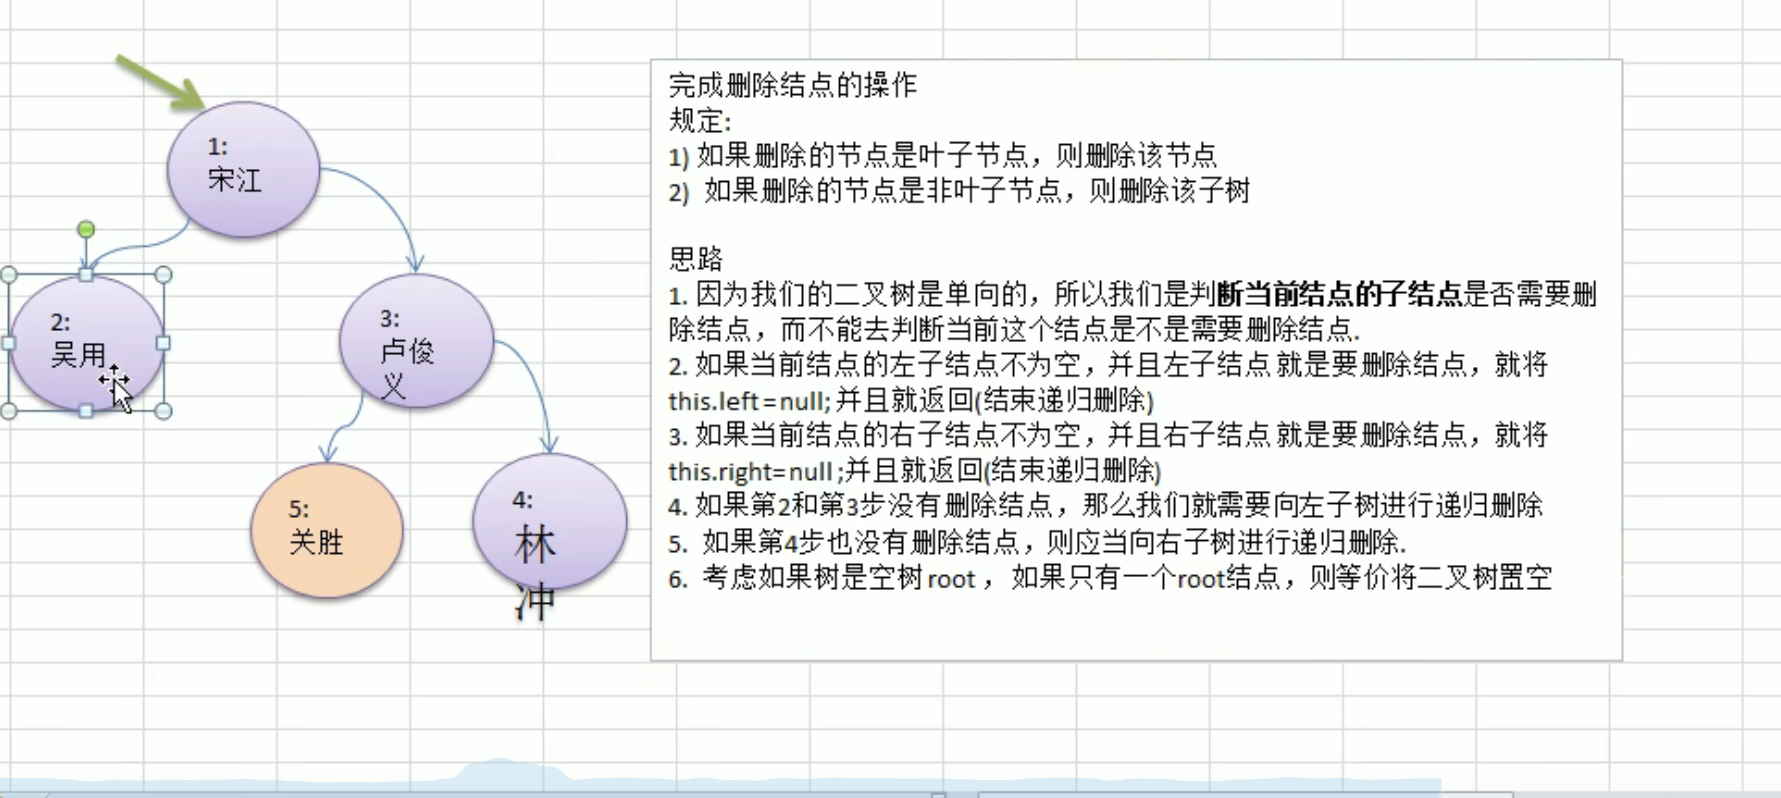 1:
宋江
2:
吴用
3:
卢俊
义
5:
关胜
4:
林
冲
完成删除结点的操作
规定:
1) 如果删除的节点是叶子节点，则删除该节点
2) 如果删除的节点是非叶子节点，则删除该子树
思路
1. 因为我们的二叉树是单向的，所以我们是判断当前结点的子结点是否需要删
除结点，而不能去判断当前这个结点是不是需要删除结点.
2. 如果当前结点的左子结点不为空，并且左子结点 就是要删除结点，就将
this.left = null; 并且就返回(结束递归删除)
3. 如果当前结点的右子结点不为空，并且右子结点 就是要删除结点，就将
this.right= null ;并且就返回(结束递归删除)
4. 如果第2和第3步没有删除结点，那么我们就需要向左子树进行递归删除
5. 如果第4步也没有删除结点，则应当向右子树进行递归删除.
6. 考虑如果树是空树 root ， 如果只有一个root结点，则等价将二叉树置空